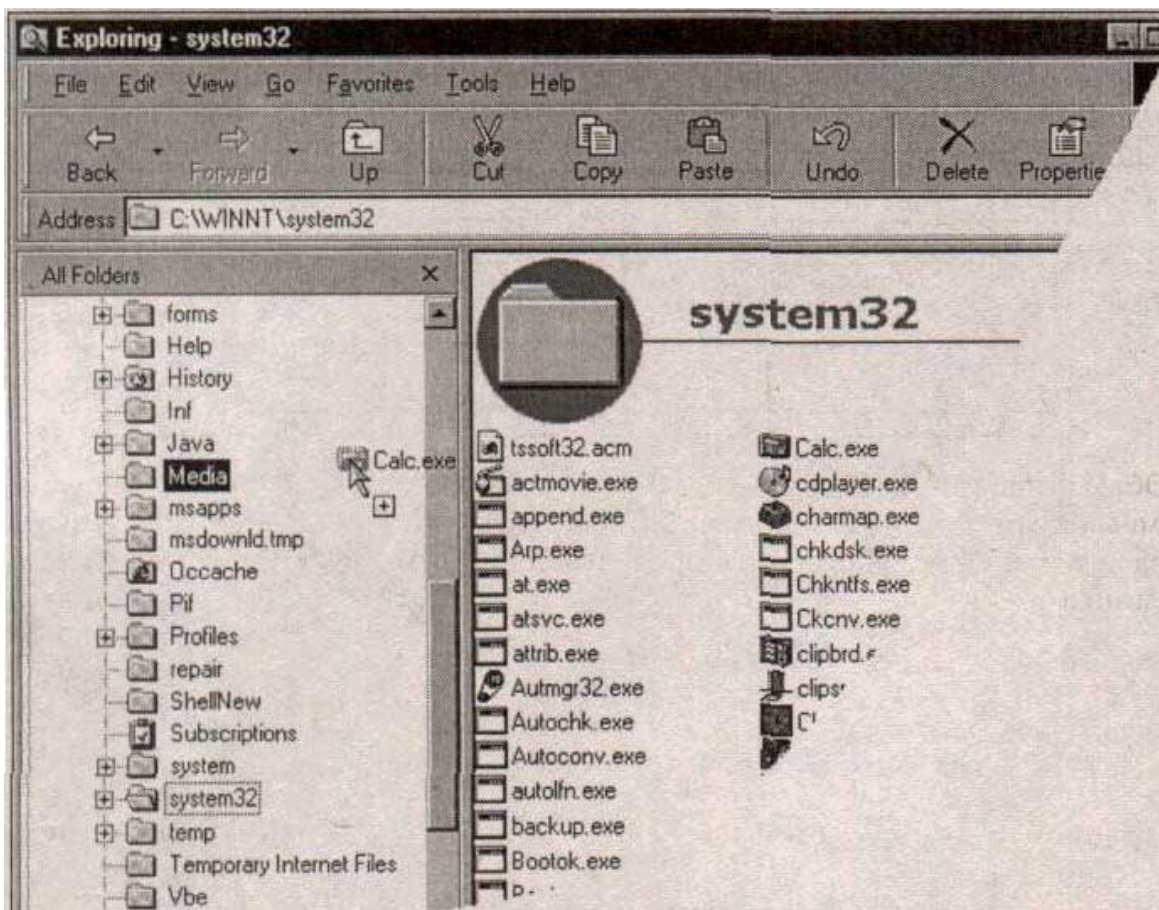 Exploring - system32
File Edit View Go Favorites Tools Help
Back Forward Up Cut Copy Paste Undo Delete Propertie
Address C:\WINNT\system32
All Folders
forms
Help
History
Inf
Java
Media
msapps
msdownld.tmp
Occache
Pif
Profiles
repair
ShellNew
Subscriptions
system
system32
temp
Temporary Internet Files
Vbe
Calc.exe
system32
tssoft32.acm
actmovie.exe
append.exe
Arp.exe
at.exe
atsvc.exe
attrib.exe
Autmgr32.exe
Autochk.exe
Autoconv.exe
autolfn.exe
backup.exe
Bootok.exe
Calc.exe
cdplayer.exe
charmap.exe
chkdsk.exe
Chkntfs.exe
Ckcnv.exe
clipbrd.
clips